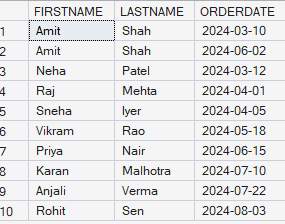 FIRSTNAME LASTNAME ORDERDATE
1 Amit Shah 2024-03-10
2 Amit Shah 2024-06-02
3 Neha Patel 2024-03-12
4 Raj Mehta 2024-04-01
5 Sneha Iyer 2024-04-05
6 Vikram Rao 2024-05-18
7 Priya Nair 2024-06-15
8 Karan Malhotra 2024-07-10
9 Anjali Verma 2024-07-22
10 Rohit Sen 2024-08-03